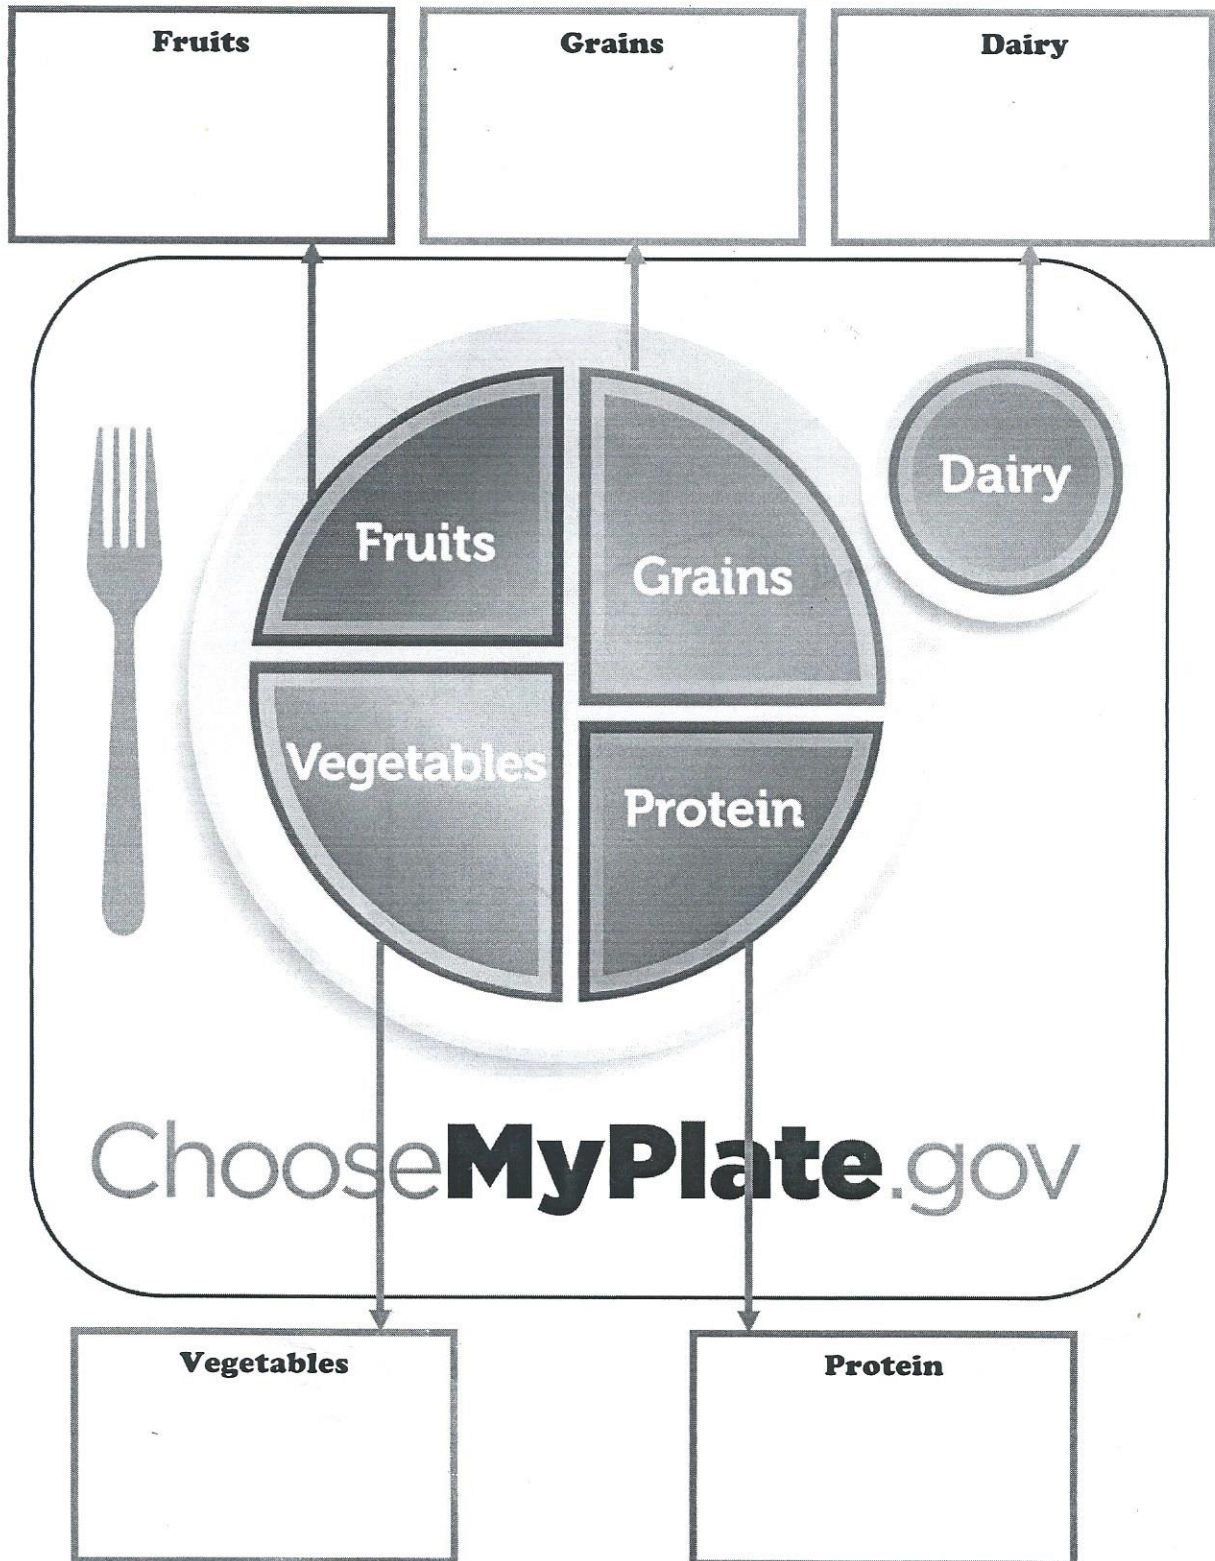 Fruits
Grains
Dairy
Fruits
Grains
Dairy
Vegetables
Protein
ChooseMyPlate.gov
Vegetables
Protein